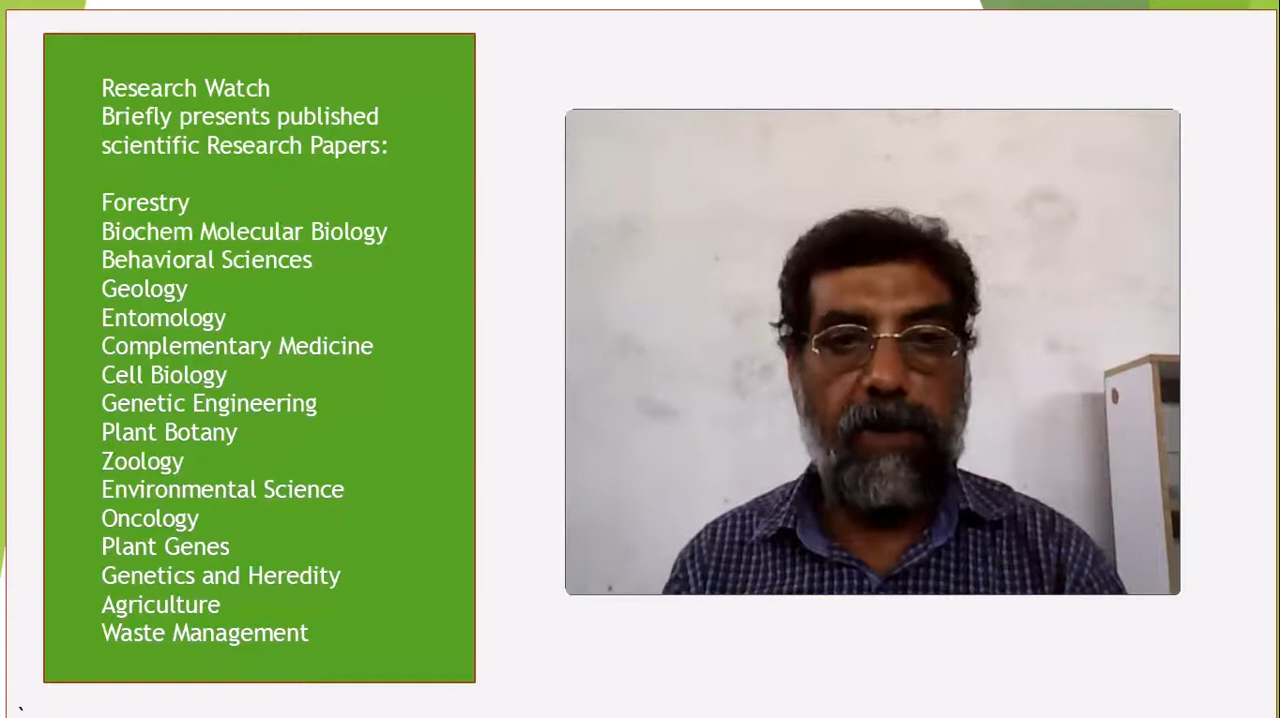 Research Watch
Briefly presents published
scientific Research Papers:
Forestry
Biochem Molecular Biology
Behavioral Sciences
Geology
Entomology
Complementary Medicine
Cell Biology
Genetic Engineering
Plant Botany
Zoology
Environmental Science
Oncology
Plant Genes
Genetics and Heredity
Agriculture
Waste Management
`